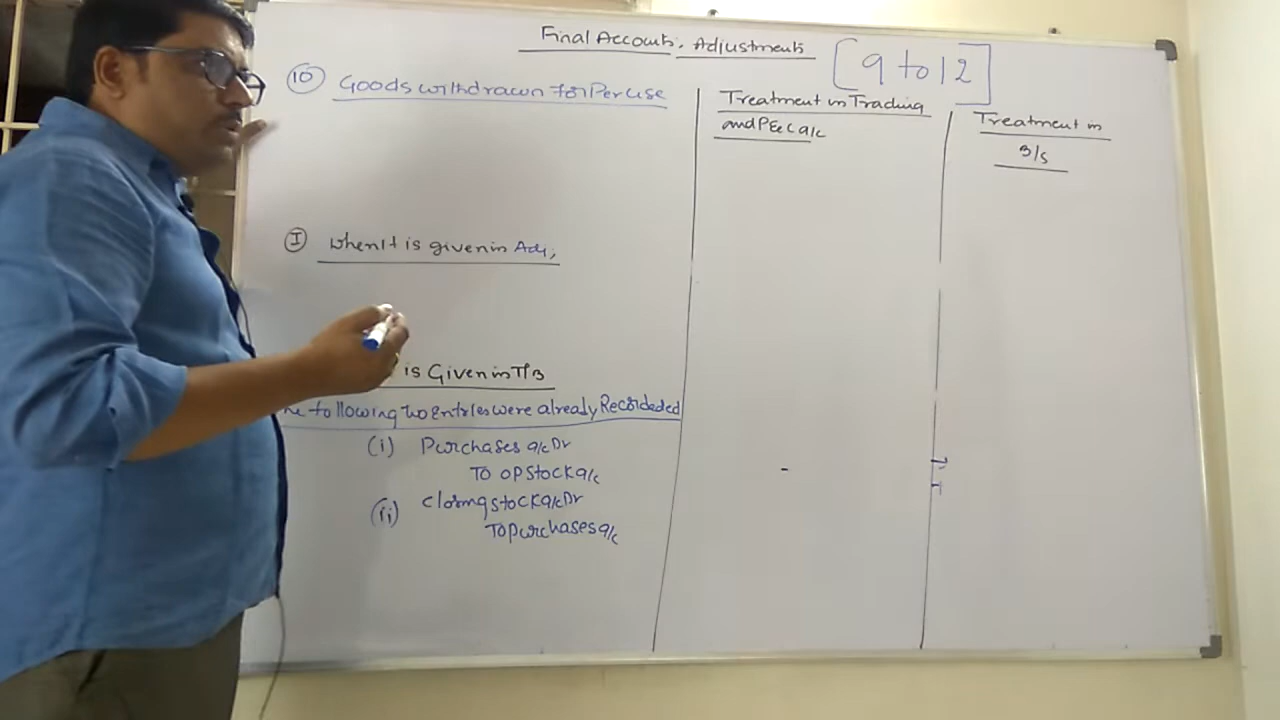 Final Accounts, Adjustments
[9 to 12]
10 Goods withdrawn for Per Use
Treatment in Trading
and P&L a/c
Treatment in
B/S
I When It is given in Adj;
is Given in T/B
following two entries were already Recordeded
(i) Purchases a/c Dr
To Op Stock a/c
(ii) Closing stock a/c Dr
To purchases a/c